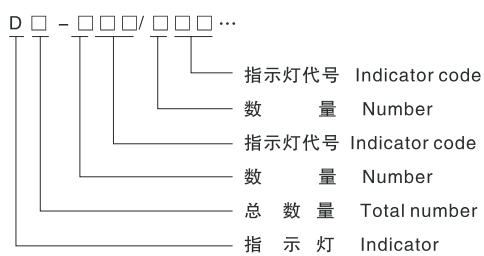 D□-□□□/□□□…
指示灯代号 Indicator code
数 量 Number
指示灯代号 Indicator code
数 量 Number
总 数 量 Total number
指 示 灯 Indicator